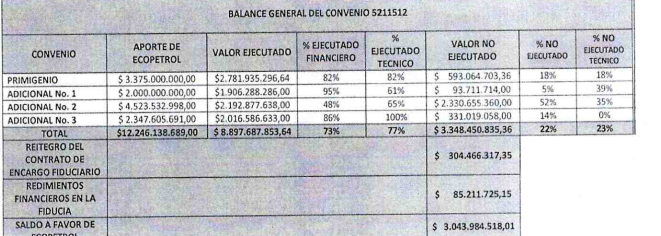 BALANCE GENERAL DEL CONVENIO 5211512
CONVENIO | APORTE DE ECOPETROL | VALOR EJECUTADO | % EJECUTADO FINANCIERO | % EJECUTADO TECNICO | VALOR NO EJECUTADO | % NO EJECUTADO | % NO EJECUTADO TECNICO
PRIMIGENIO | $ 3.375.000.000,00 | $2.781.935.296,64 | 82% | 82% | $ 593.064.703,36 | 18% | 18%
ADICIONAL No. 1 | $ 2.000.000.000,00 | $1.906.288.286,00 | 95% | 61% | $ 93.711.714,00 | 5% | 39%
ADICIONAL No. 2 | $ 4.523.532.998,00 | $2.192.877.638,00 | 48% | 65% | $ 2.330.655.360,00 | 52% | 35%
ADICIONAL No. 3 | $ 2.347.605.691,00 | $2.016.586.633,00 | 86% | 100% | $ 331.019.058,00 | 14% | 0%
TOTAL | $12.246.138.689,00 | $ 8.897.687.853,64 | 73% | 77% | $ 3.348.450.835,36 | 22% | 23%
REITEGRO DEL CONTRATO DE ENCARGO FIDUCIARIO | $ 304.466.317,35
REDIMIENTOS FINANCIEROS EN LA FIDUCIA | $ 85.211.725,15
SALDO A FAVOR DE ECOPETROL | $ 3.043.984.518,01